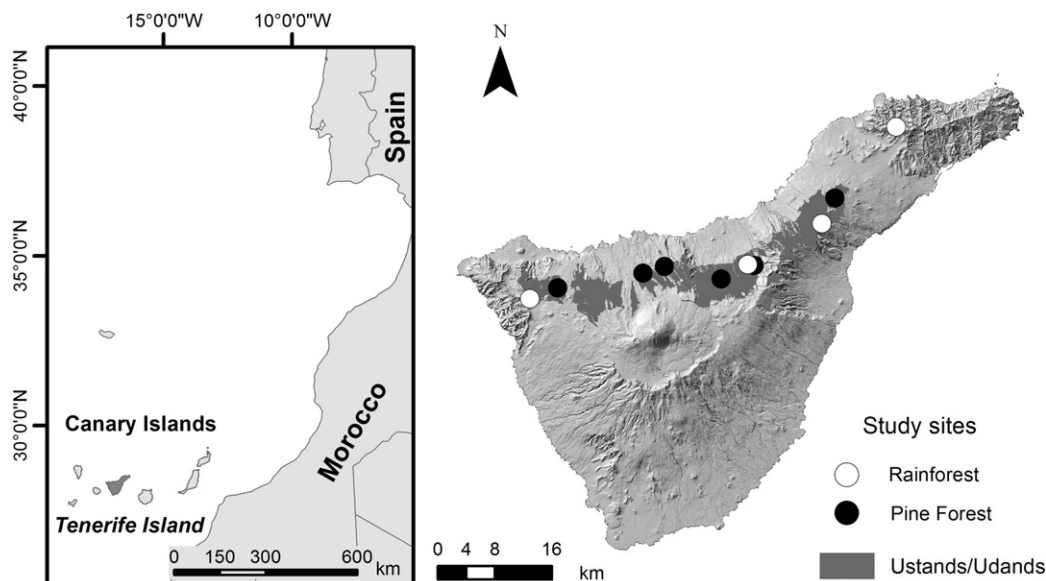 15°0'0"W
10°0'0"W
40°0'0"N
35°0'0"N
30°0'0"N
Spain
Morocco
Canary Islands
Tenerife Island
0 150 300 600
km
N
Study sites
Rainforest
Pine Forest
Ustands/Udands
0 4 8 16
km